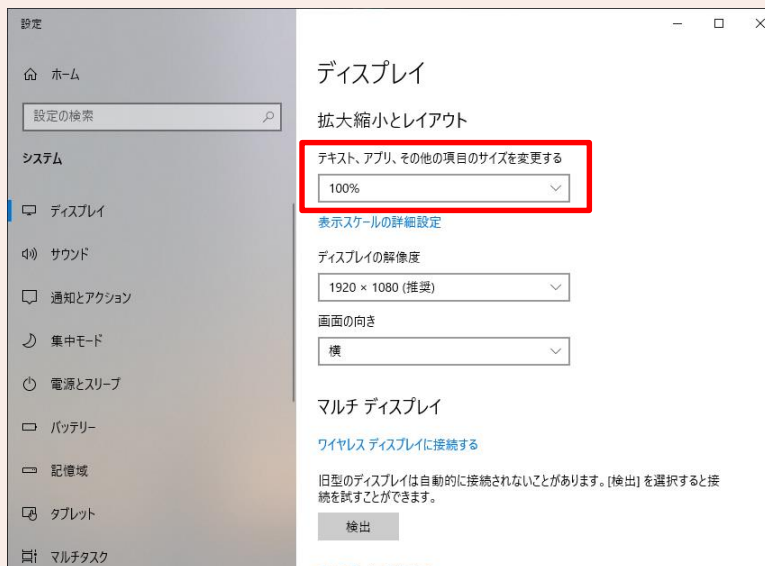 設定
ホーム
設定の検索
システム
ディスプレイ
サウンド
通知とアクション
集中モード
電源とスリープ
バッテリー
記憶域
タブレット
マルチタスク
ディスプレイ
拡大縮小とレイアウト
テキスト、アプリ、その他の項目のサイズを変更する
100%
表示スケールの詳細設定
ディスプレイの解像度
1920 × 1080 (推奨)
画面の向き
横
マルチ ディスプレイ
ワイヤレス ディスプレイに接続する
旧型のディスプレイは自動的に接続されないことがあります。[検出] を選択すると接
続を試すことができます。
検出